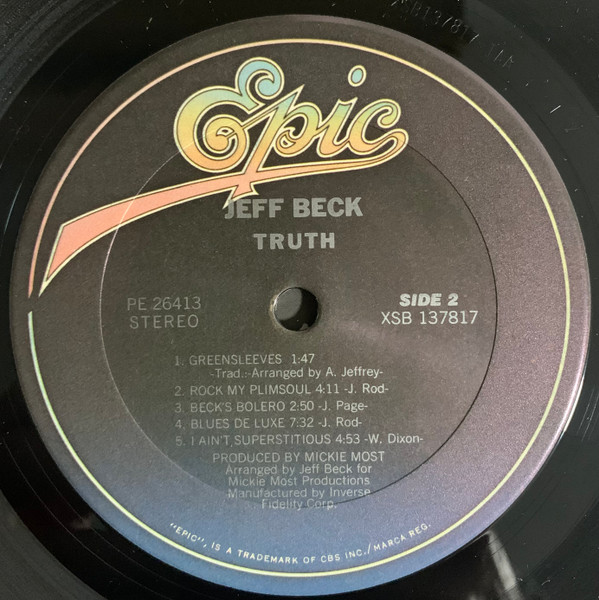 XSB137817 1AA
Epic
JEFF BECK
TRUTH
PE 26413
STEREO
SIDE 2
XSB 137817
1. GREENSLEEVES 1:47
-Trad.:-Arranged by A. Jeffrey-
2. ROCK MY PLIMSOUL 4:11 -J. Rod-
3. BECK'S BOLERO 2:50 -J. Page-
4. BLUES DE LUXE 7:32 -J. Rod-
5. I AIN'T SUPERSTITIOUS 4:53 -W. Dixon-
PRODUCED BY MICKIE MOST
Arranged by Jeff Beck for
Mickie Most Productions
Manufactured by Inverse
Fidelity Corp.
"EPIC", IS A TRADEMARK OF CBS INC./MARCA REG.